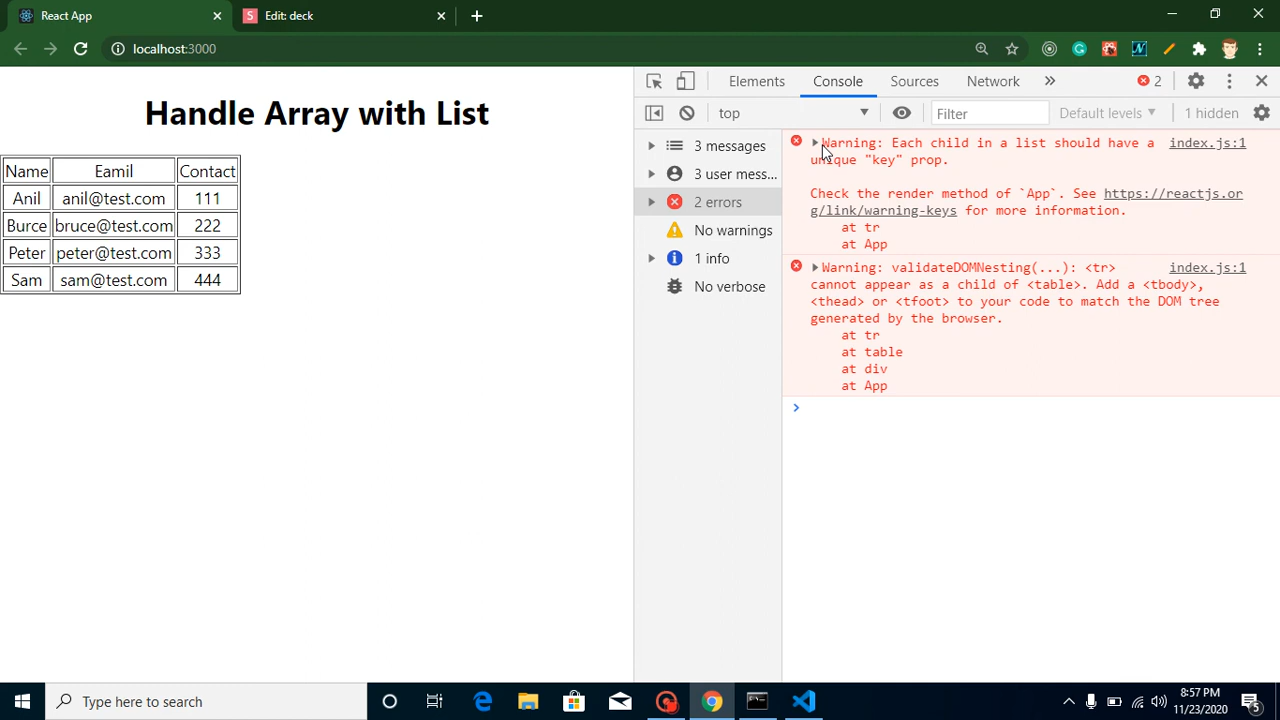 React App
S Edit: deck
localhost:3000
Handle Array with List
Name Eamil Contact
Anil anil@test.com 111
Burce bruce@test.com 222
Peter peter@test.com 333
Sam sam@test.com 444
Elements Console Sources Network 2
top Filter Default levels 1 hidden
3 messages
3 user mess...
2 errors
No warnings
1 info
No verbose
Warning: Each child in a list should have a index.js:1
unique "key" prop.
Check the render method of `App`. See https://reactjs.or
g/link/warning-keys for more information.
at tr
at App
Warning: validateDOMNesting(...): <tr> index.js:1
cannot appear as a child of <table>. Add a <tbody>,
<thead> or <tfoot> to your code to match the DOM tree
generated by the browser.
at tr
at table
at div
at App
Type here to search
8:57 PM
11/23/2020
5